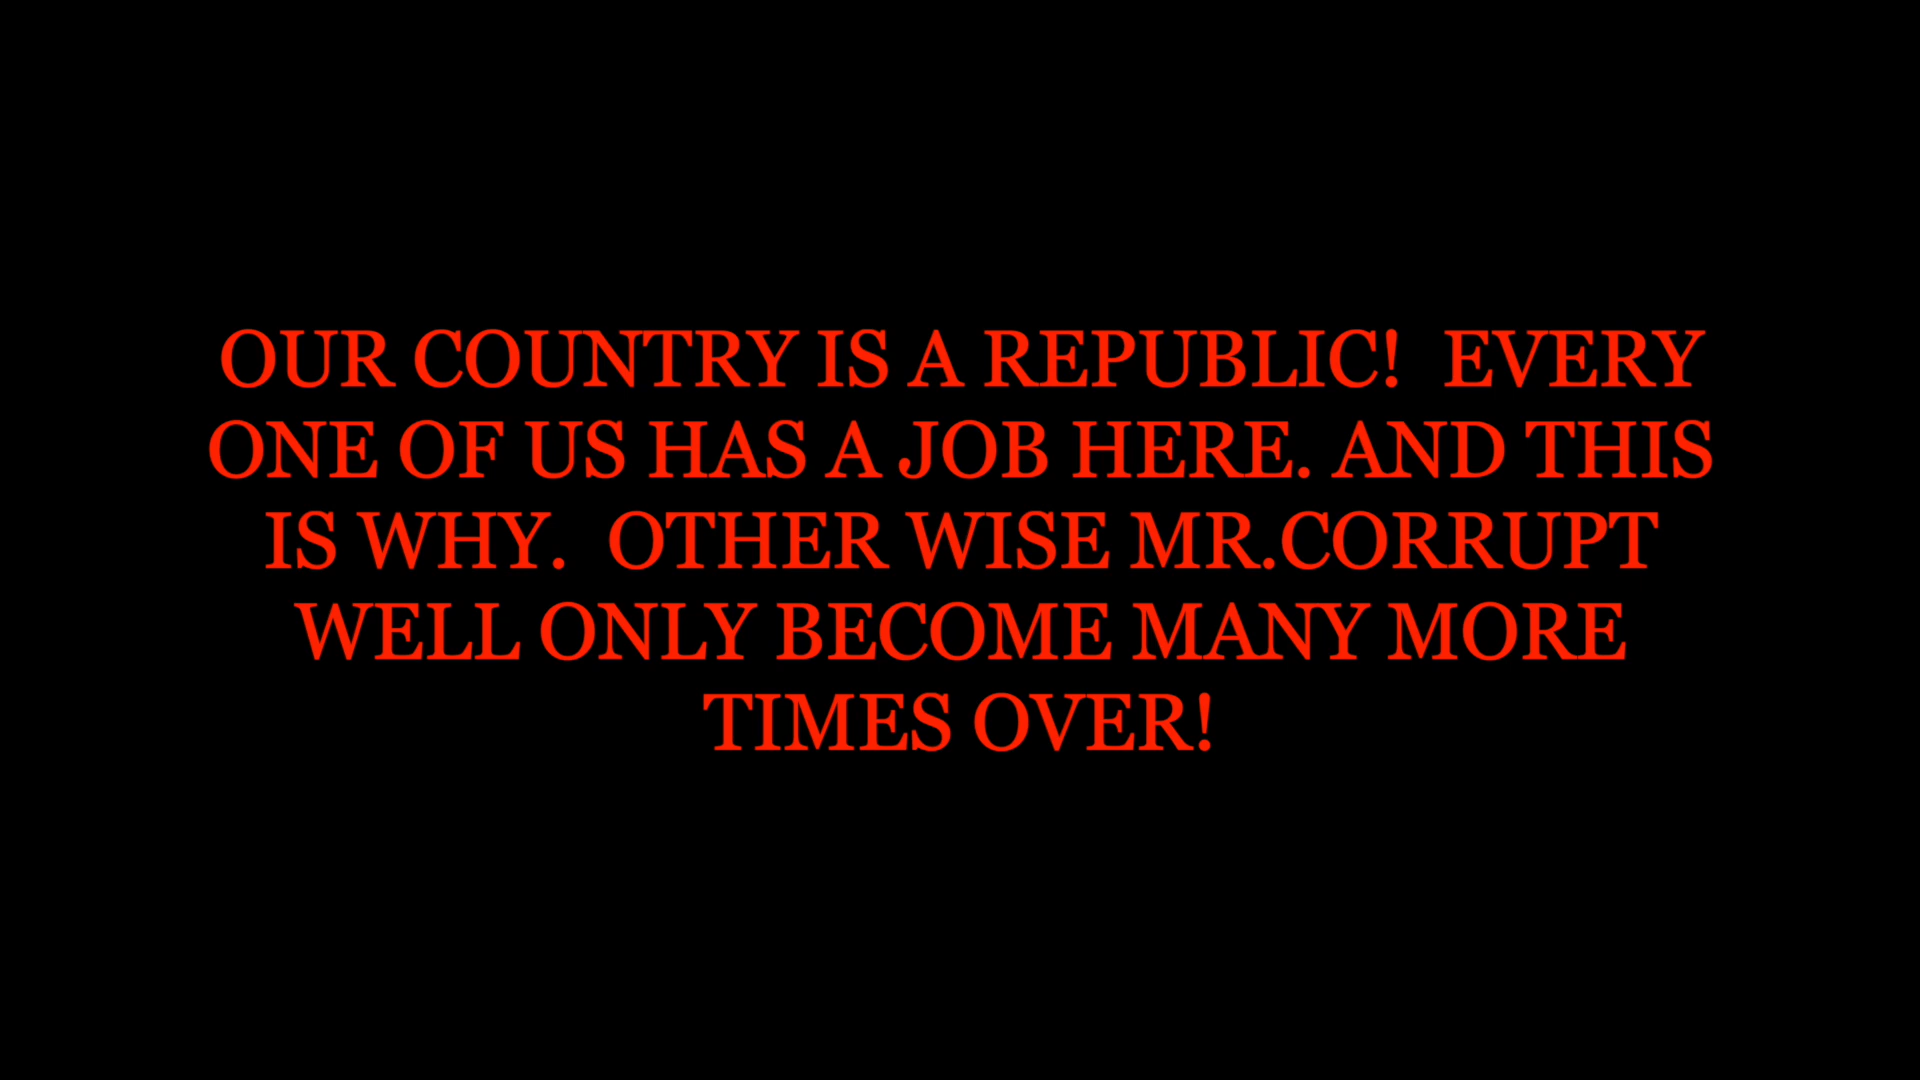 OUR COUNTRY IS A REPUBLIC!  EVERY
ONE OF US HAS A JOB HERE. AND THIS
IS WHY.  OTHER WISE MR.CORRUPT
WELL ONLY BECOME MANY MORE
TIMES OVER!